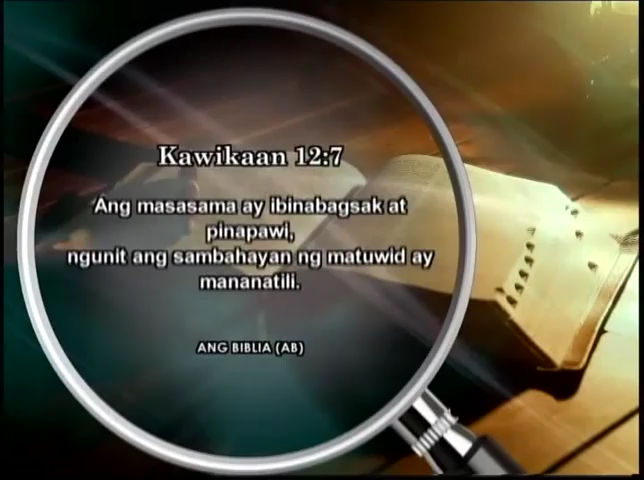 Kawikaan 12:7
Ang masasama ay ibinabagsak at
pinapawi,
ngunit ang sambahayan ng matuwid ay
mananatili.
ANG BIBLIA (AB)